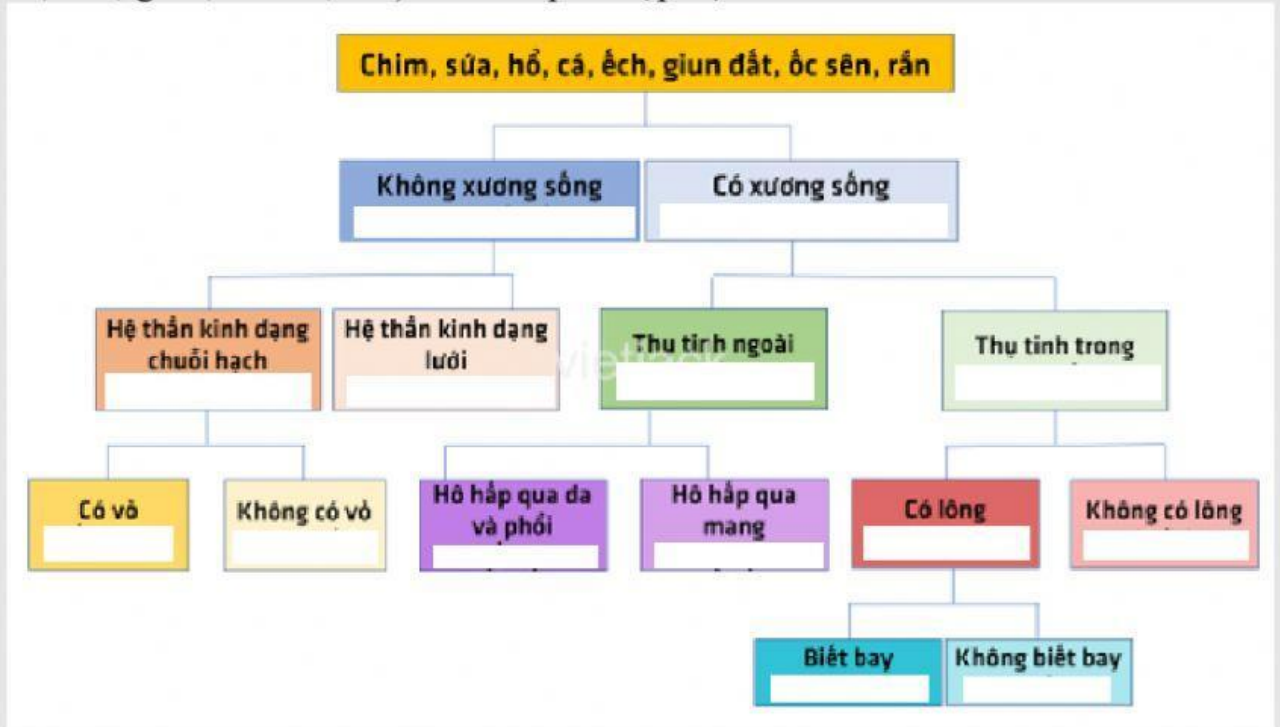 Chim, sứa, hổ, cá, ếch, giun đất, ốc sên, rắn
Không xương sống
Có xương sống
Hệ thần kinh dạng
chuỗi hạch
Hệ thần kinh dạng
lưới
Thụ tinh ngoài
Thụ tinh trong
Có vỏ
Không có vỏ
Hô hấp qua da
và phổi
Hô hấp qua
mang
Có lông
Không có lông
Biết bay
Không biết bay